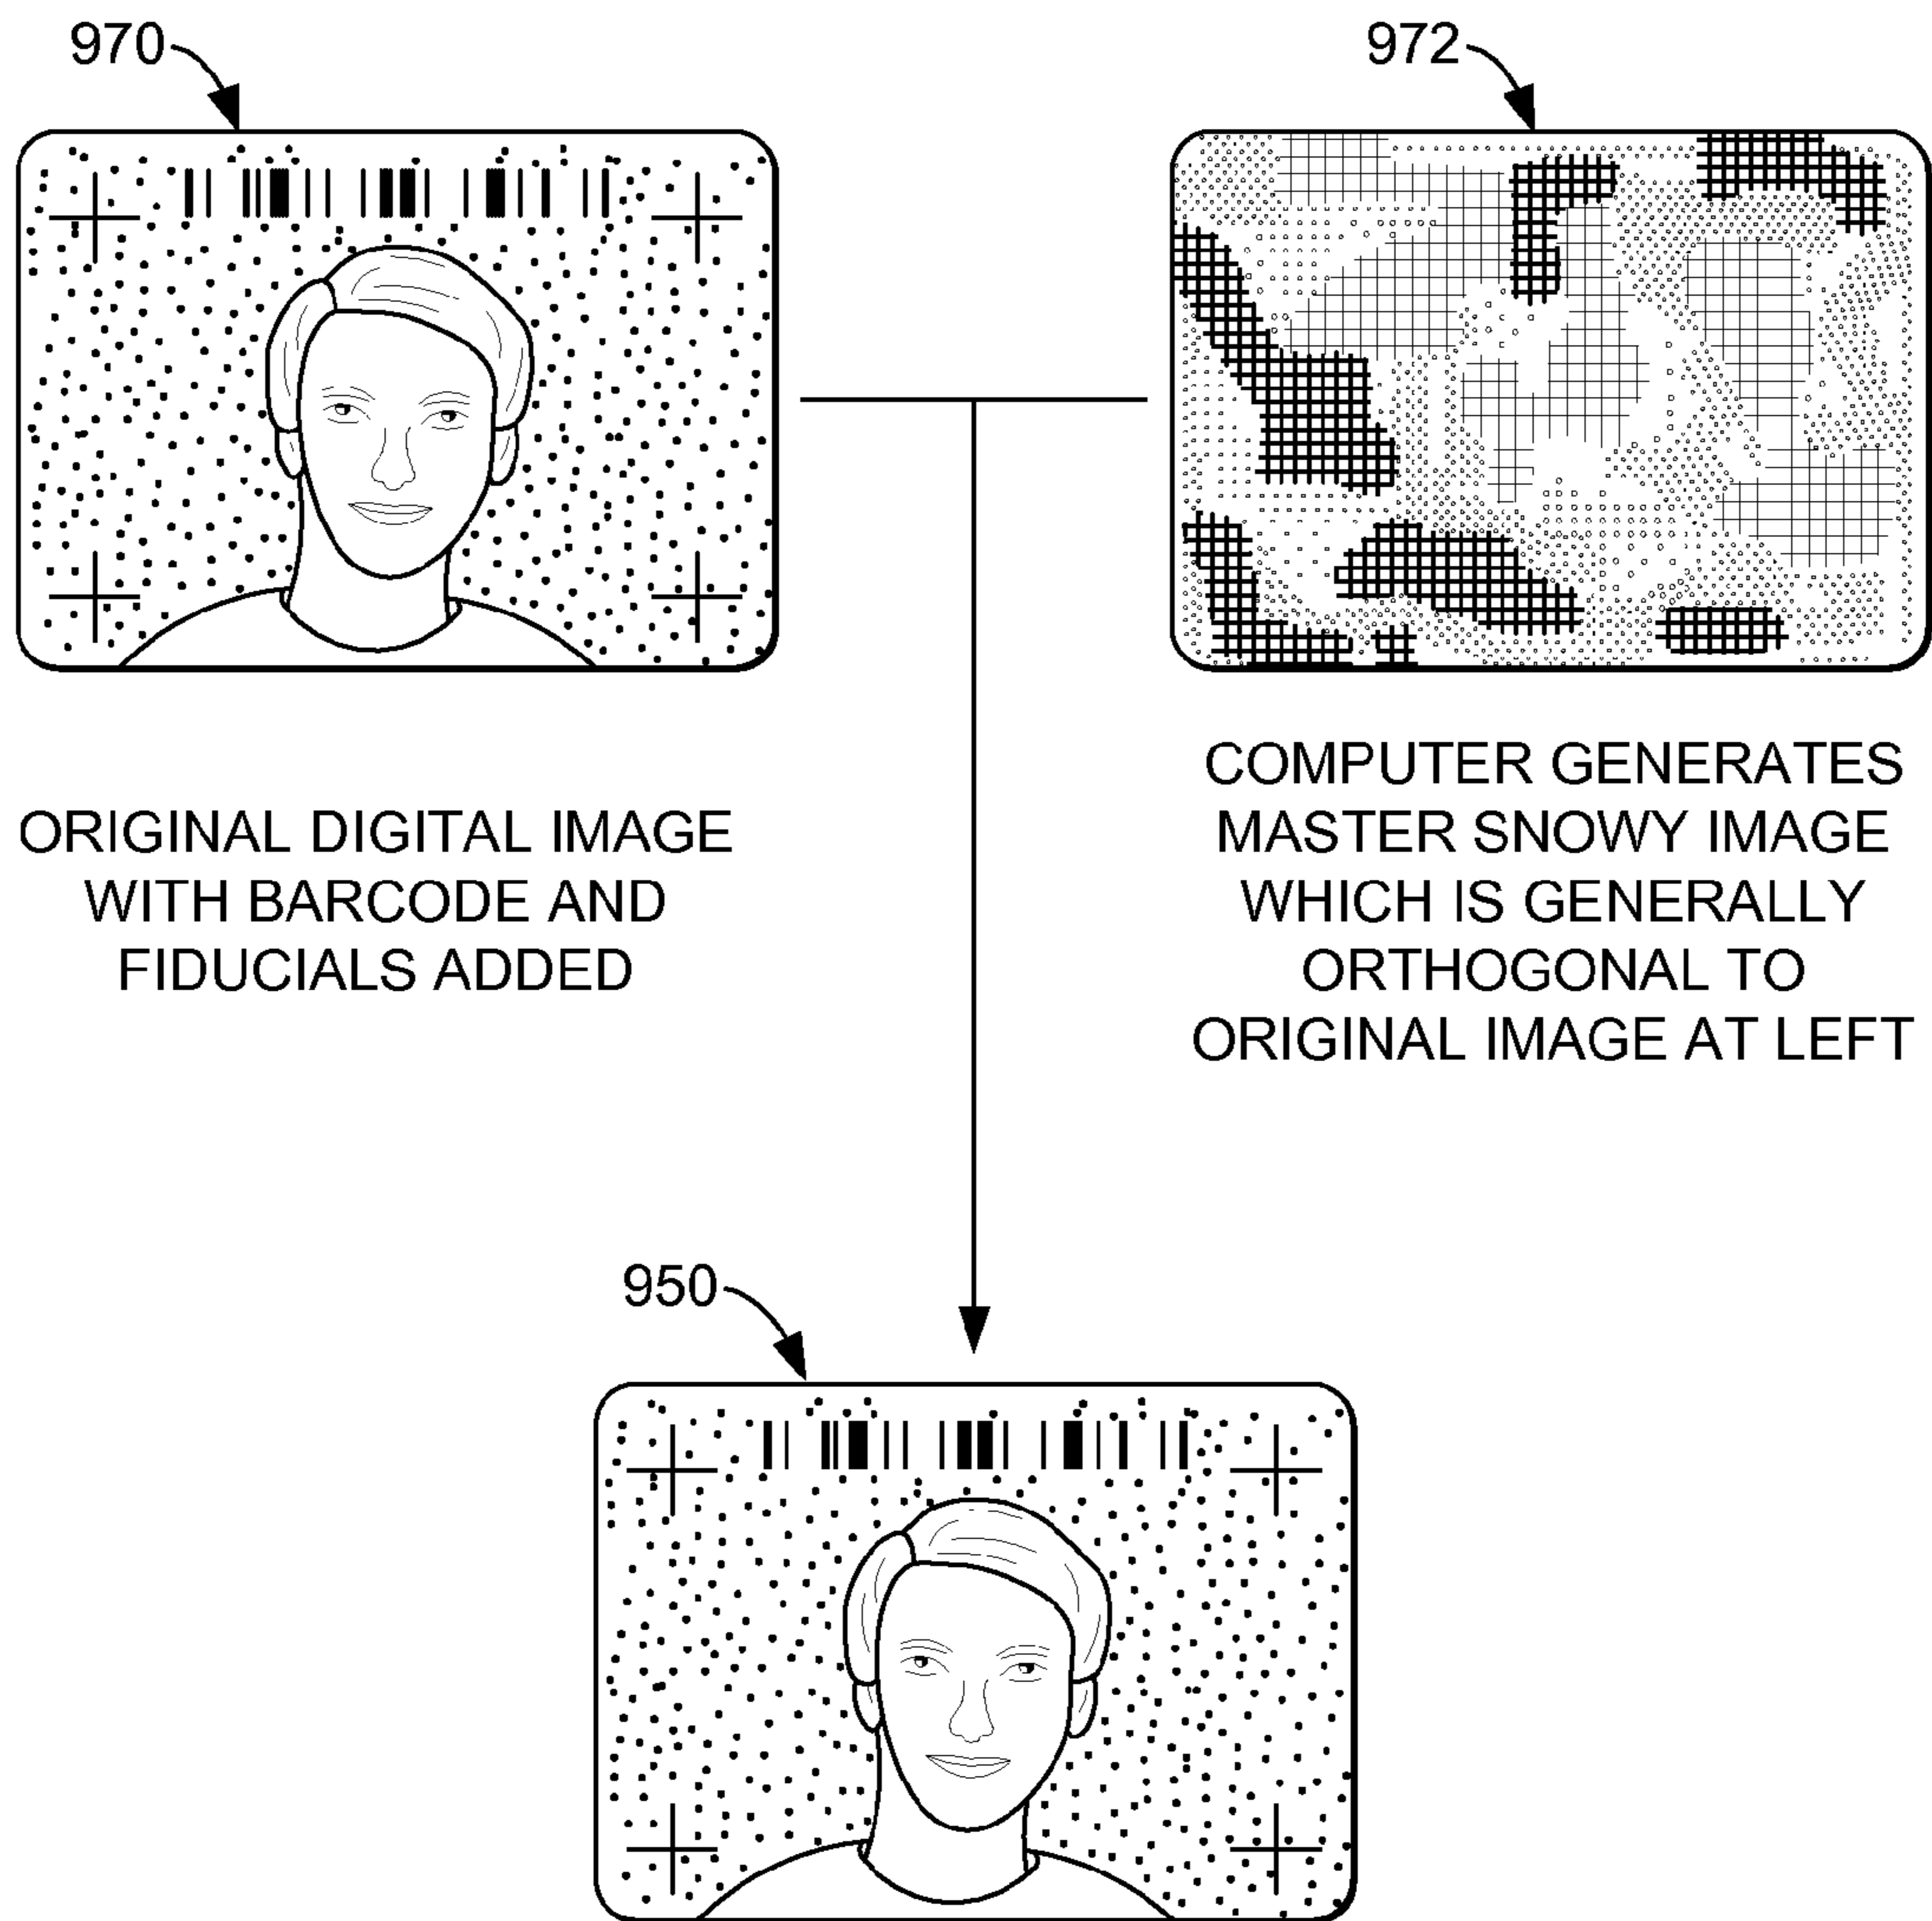 970
972
ORIGINAL DIGITAL IMAGE
WITH BARCODE AND
FIDUCIALS ADDED
COMPUTER GENERATES
MASTER SNOWY IMAGE
WHICH IS GENERALLY
ORTHOGONAL TO
ORIGINAL IMAGE AT LEFT
950